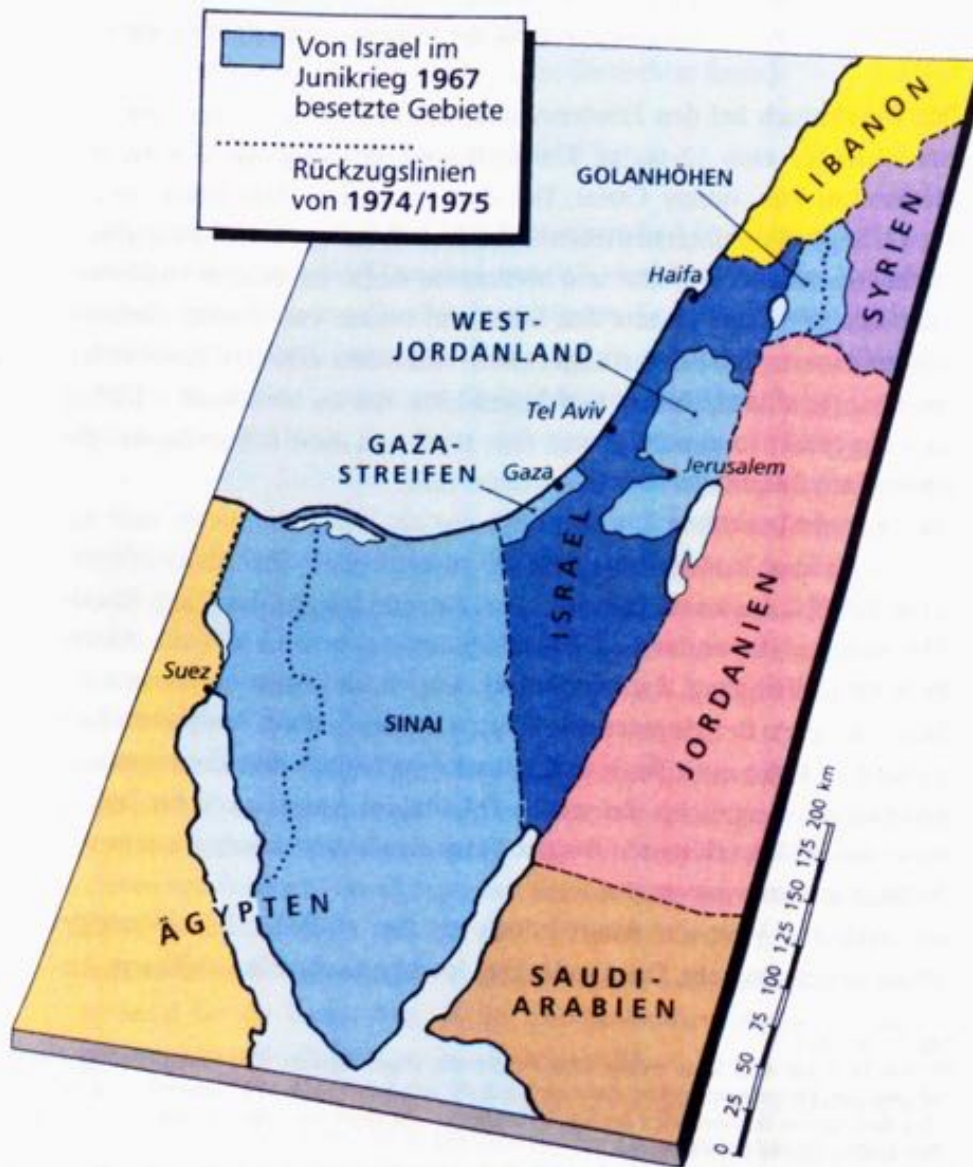 Von Israel im
Junikrieg 1967
besetzte Gebiete
Rückzugslinien
von 1974/1975
LIBANON
GOLANHÖHEN
SYRIEN
Haifa
WEST-
JORDANLAND
Tel Aviv
GAZA-
STREIFEN
Gaza
Jerusalem
ISRAEL
Suez
SINAI
JORDANIEN
ÄGYPTEN
SAUDI-
ARABIEN
0 25 50 75 100 125 150 175 200 km